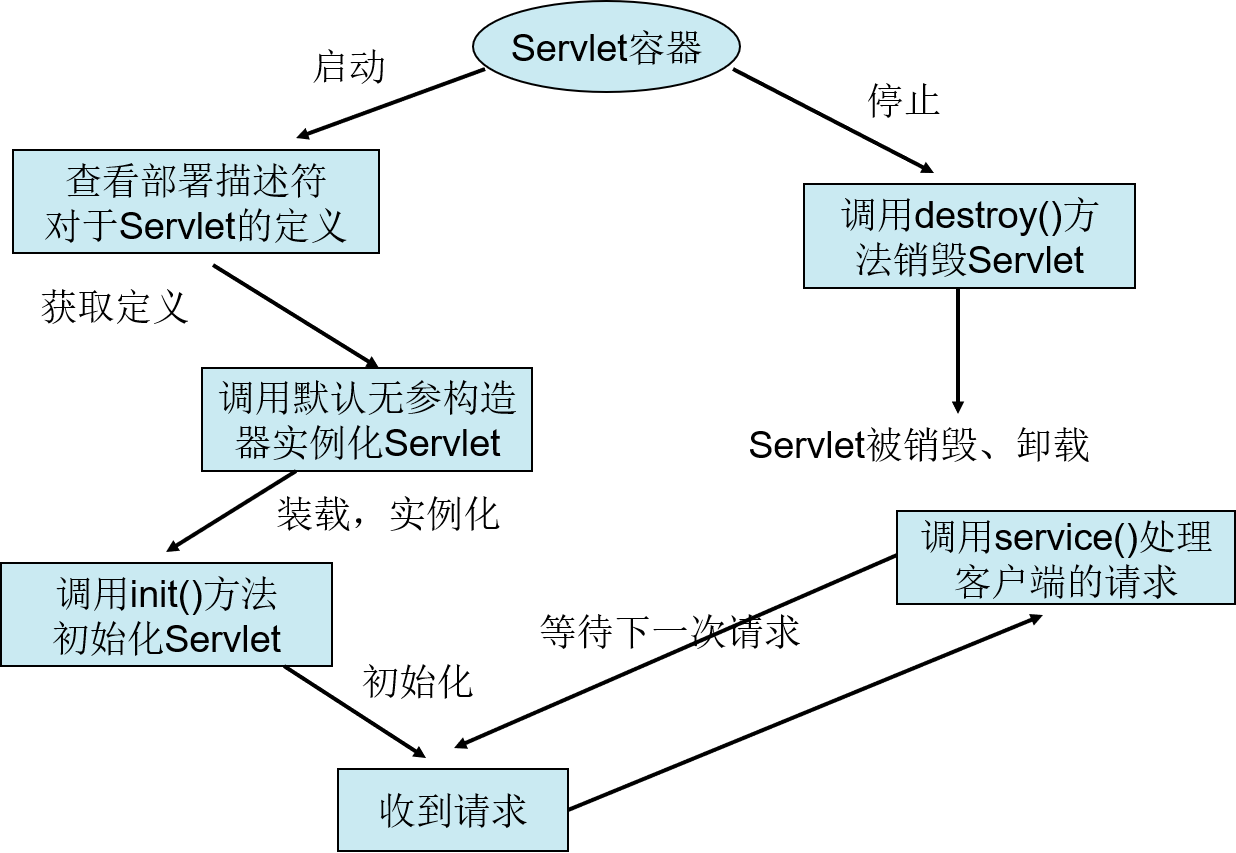 Servlet容器
启动
停止
查看部署描述符
对于Servlet的定义
调用destroy()方
法销毁Servlet
获取定义
调用默认无参构造
器实例化Servlet
Servlet被销毁、卸载
装载，实例化
调用service()处理
客户端的请求
调用init()方法
初始化Servlet
等待下一次请求
初始化
收到请求